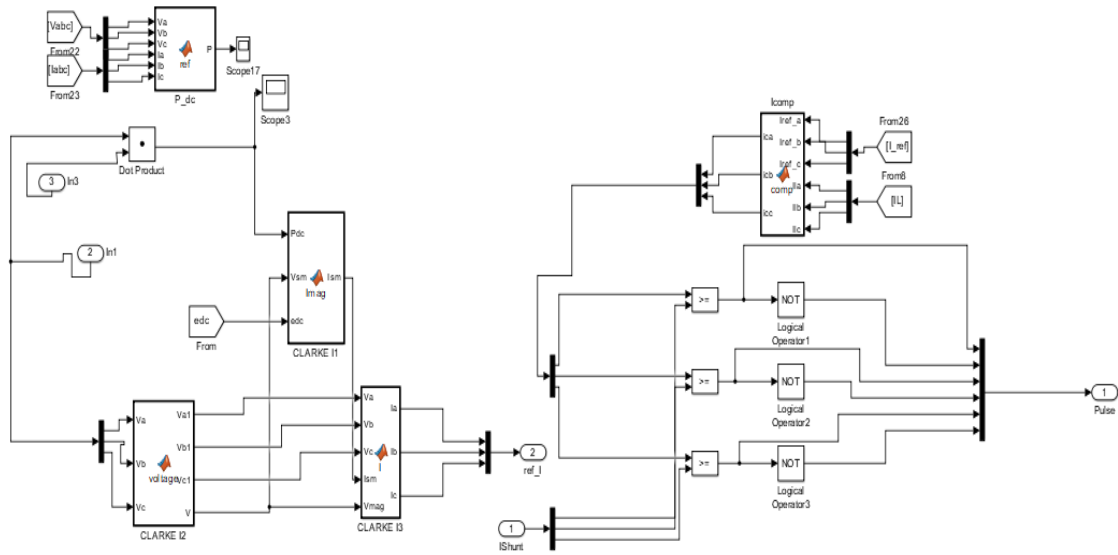 [Vabc]
From22
[Iabc]
From23
Va
Vb
Vc
Ia
Ib
Ic
ref
P
P_dc
Scope17
Scope3
Dot Product
3
In3
2
In1
Pdc
Vsm
edc
Imag
Ism
CLARKE I1
edc
From
Va
Vb
Vc
voltage
Va1
Vb1
Vc1
V
CLARKE I2
Va
Vb
Vc
Ism
Vmag
I
Ia
Ib
Ic
CLARKE I3
2
ref_I
Icomp
ica
icb
icc
comp
Iref_a
Iref_b
Iref_c
Ila
Ilb
Ilc
From26
[I_ref]
From8
[IL]
>=
NOT
Logical
Operator1
>=
NOT
Logical
Operator2
>=
NOT
Logical
Operator3
1
IShunt
1
Pulse